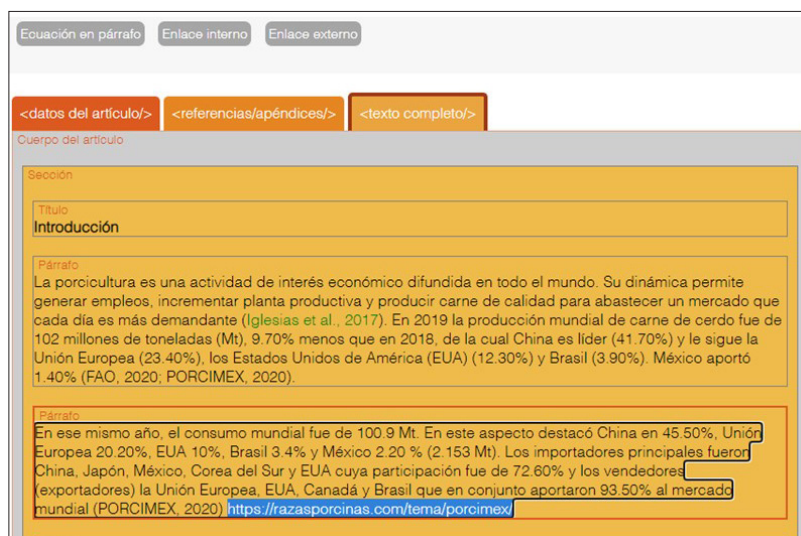 Ecuación en párrafo Enlace interno Enlace externo
<datos del artículo/> <referencias/apéndices/> <texto completo/>
Cuerpo del artículo
Sección
Título
Introducción
Párrafo
La porcicultura es una actividad de interés económico difundida en todo el mundo. Su dinámica permite
generar empleos, incrementar planta productiva y producir carne de calidad para abastecer un mercado que
cada día es más demandante (Iglesias et al., 2017). En 2019 la producción mundial de carne de cerdo fue de
102 millones de toneladas (Mt), 9.70% menos que en 2018, de la cual China es líder (41.70%) y le sigue la
Unión Europea (23.40%), los Estados Unidos de América (EUA) (12.30%) y Brasil (3.90%). México aportó
1.40% (FAO, 2020; PORCIMEX, 2020).
Párrafo
En ese mismo año, el consumo mundial fue de 100.9 Mt. En este aspecto destacó China en 45.50%, Unión
Europea 20.20%, EUA 10%, Brasil 3.4% y México 2.20 % (2.153 Mt). Los importadores principales fueron
China, Japón, México, Corea del Sur y EUA cuya participación fue de 72.60% y los vendedores
(exportadores) la Unión Europea, EUA, Canadá y Brasil que en conjunto aportaron 93.50% al mercado
mundial (PORCIMEX, 2020) https://razasporcinas.com/tema/porcimex/